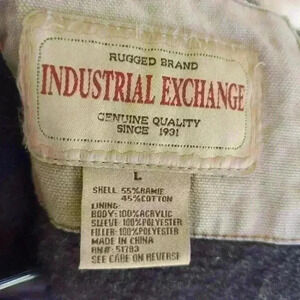 RUGGED BRAND
INDUSTRIAL EXCHANGE
GENUINE QUALITY
SINCE 1931
L
SHELL: 55%RAMIE
45%COTTON
LINING:
BODY: 100%ACRYLIC
SLEEVE: 100%POLYESTER
FILLER: 100%POLYESTER
MADE IN CHINA
RN#: 51783
SEE CARE ON REVERSE